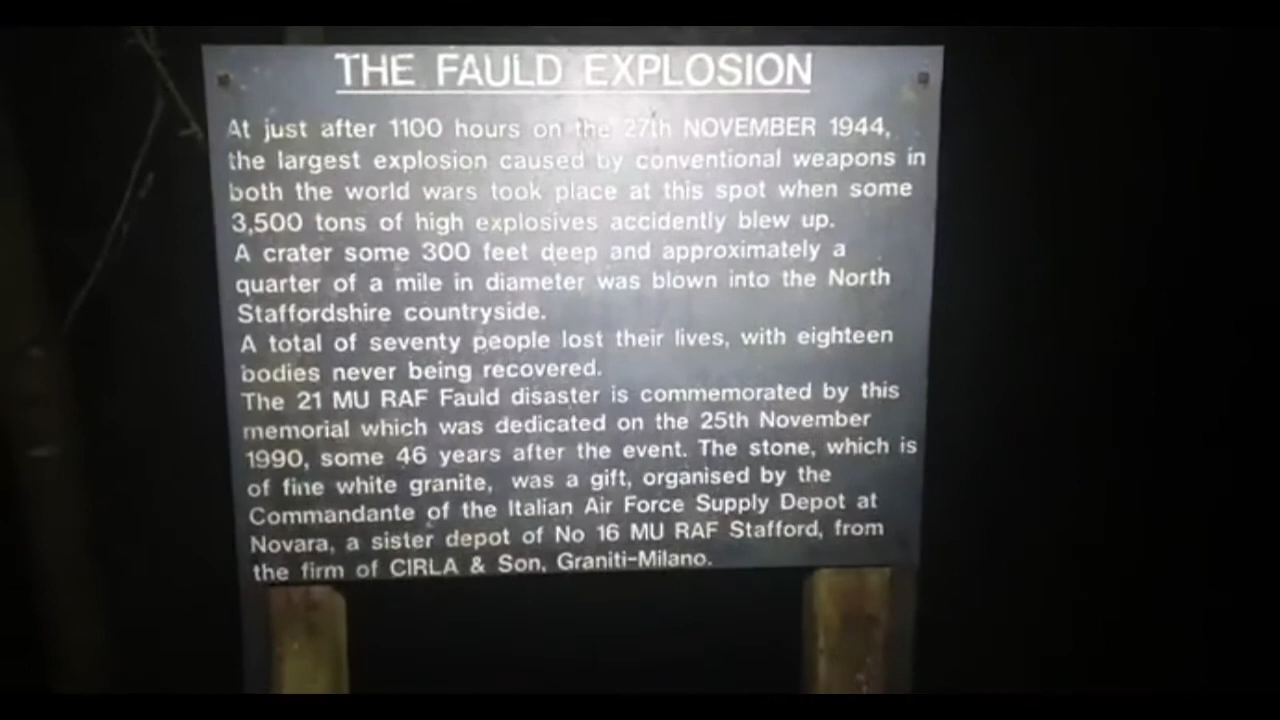 THE FAULD EXPLOSION
At just after 1100 hours on the 27th NOVEMBER 1944,
the largest explosion caused by conventional weapons in
both the world wars took place at this spot when some
3,500 tons of high explosives accidently blew up.
A crater some 300 feet deep and approximately a
quarter of a mile in diameter was blown into the North
Staffordshire countryside.
A total of seventy people lost their lives, with eighteen
bodies never being recovered.
The 21 MU RAF Fauld disaster is commemorated by this
memorial which was dedicated on the 25th November
1990, some 46 years after the event. The stone, which is
of fine white granite, was a gift, organised by the
Commandante of the Italian Air Force Supply Depot at
Novara, a sister depot of No 16 MU RAF Stafford, from
the firm of CIRLA & Son, Graniti-Milano.